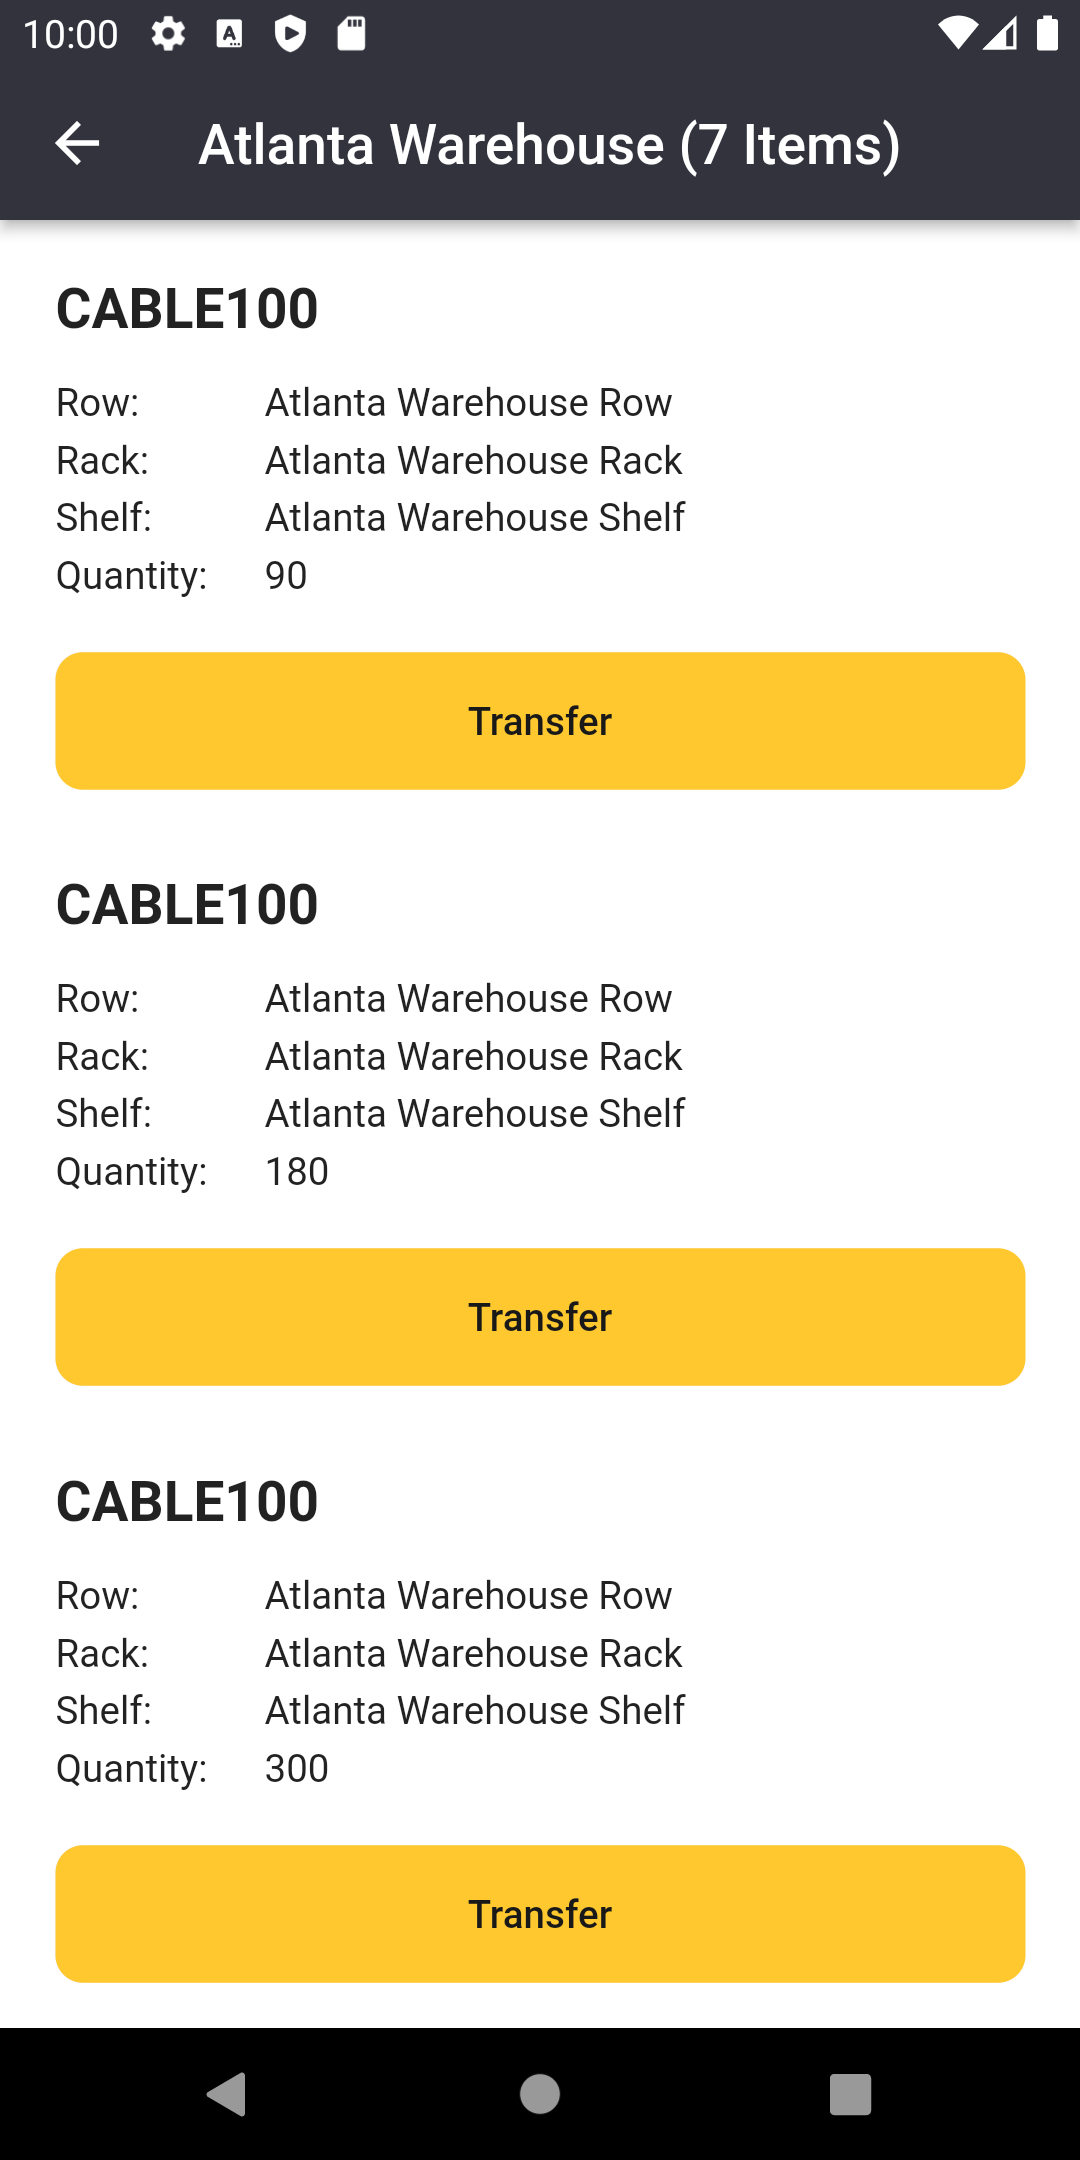 10:00
Atlanta Warehouse (7 Items)
CABLE100
Row: Atlanta Warehouse Row
Rack: Atlanta Warehouse Rack
Shelf: Atlanta Warehouse Shelf
Quantity: 90
Transfer
CABLE100
Row: Atlanta Warehouse Row
Rack: Atlanta Warehouse Rack
Shelf: Atlanta Warehouse Shelf
Quantity: 180
Transfer
CABLE100
Row: Atlanta Warehouse Row
Rack: Atlanta Warehouse Rack
Shelf: Atlanta Warehouse Shelf
Quantity: 300
Transfer